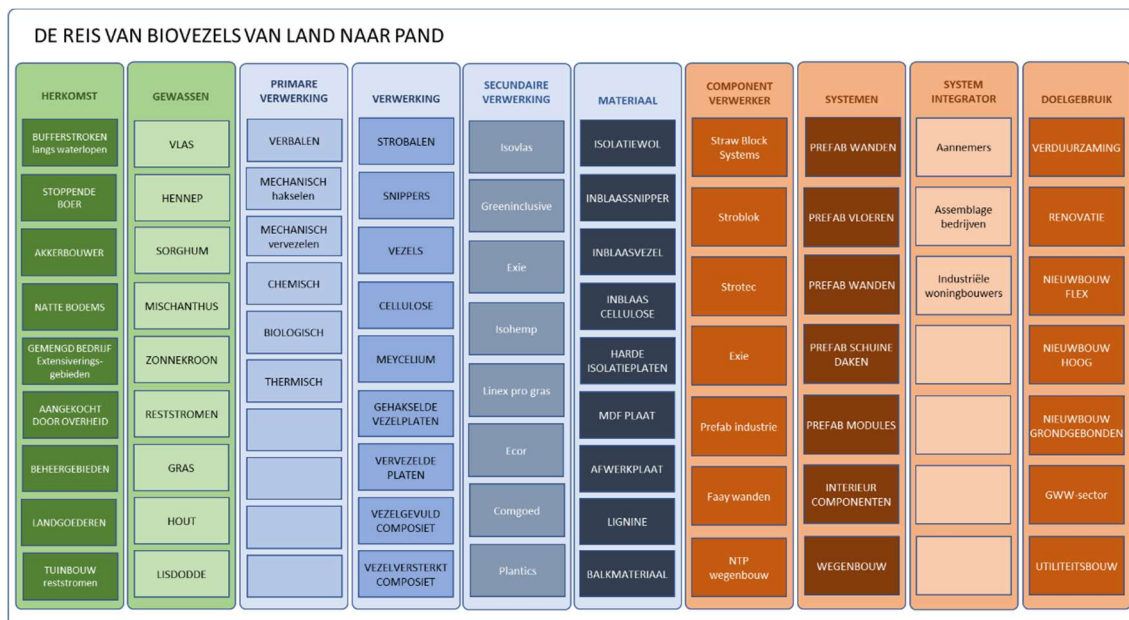 DE REIS VAN BIOVEZELS VAN LAND NAAR PAND
HERKOMST
BUFFERSTROKEN
langs waterlopen
STOPPENDE
BOER
AKKERBOUWER
NATTE BODEMS
GEMENGD BEDRIJF
Extensiverings-
gebieden
AANGEKOCHT
DOOR OVERHEID
BEHEERGEBIEDEN
LANDGOEDEREN
TUINBOUW
reststromen
GEWASSEN
VLAS
HENNEP
SORGHUM
MISCHANTHUS
ZONNEKROON
RESTSTROMEN
GRAS
HOUT
LISDODDE
PRIMARE
VERWERKING
VERBALEN
MECHANISCH
hakselen
MECHANISCH
vervezelen
CHEMISCH
BIOLOGISCH
THERMISCH
VERWERKING
STROBALEN
SNIPPERS
VEZELS
CELLULOSE
MEYCELIUM
GEHAKSELDE
VEZELPLATEN
VERVEZELDE
PLATEN
VEZELGEVULD
COMPOSIET
VEZELVERSTERKT
COMPOSIET
SECUNDAIRE
VERWERKING
Isovlas
Greeninclusive
Exie
Isohemp
Linex pro gras
Ecor
Comgoed
Plantics
MATERIAAL
ISOLATIEWOL
INBLAASSNIPPER
INBLAASVEZEL
INBLAAS
CELLULOSE
HARDE
ISOLATIEPLATEN
MDF PLAAT
AFWERKPLAAT
LIGNINE
BALKMATERIAAL
COMPONENT
VERWERKER
Straw Block
Systems
Stroblok
Strotec
Exie
Prefab industrie
Faay wanden
NTP
wegenbouw
SYSTEMEN
PREFAB WANDEN
PREFAB VLOEREN
PREFAB WANDEN
PREFAB SCHUINE
DAKEN
PREFAB MODULES
INTERIEUR
COMPONENTEN
WEGENBOUW
SYSTEM
INTEGRATOR
Aannemers
Assemblage
bedrijven
Industriële
woningbouwers
DOELGEBRUIK
VERDUURZAMING
RENOVATIE
NIEUWBOUW
FLEX
NIEUWBOUW
HOOG
NIEUWBOUW
GRONDGEBONDEN
GWW-sector
UTILITEITSBOUW